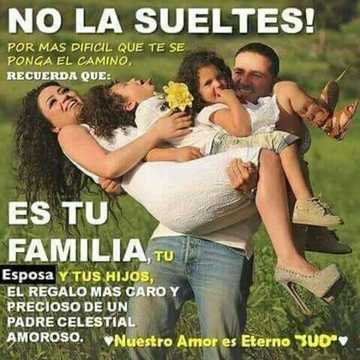 NO LA SUELTES!
POR MAS DIFICIL QUE TE SE
PONGA EL CAMINO,
RECUERDA QUE:
ES TU
FAMILIA, TU
Esposa Y TUS HIJOS,
EL REGALO MAS CARO Y
PRECIOSO DE UN
PADRE CELESTIAL
AMOROSO.
♥Nuestro Amor es Eterno "SUD"♥